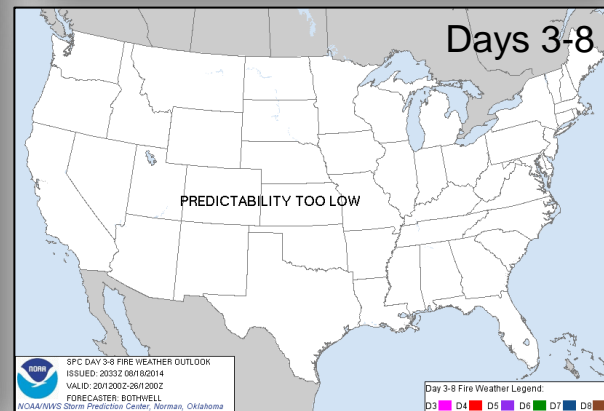 Days 3-8
PREDICTABILITY TOO LOW
NOAA
SPC DAY 3-8 FIRE WEATHER OUTLOOK
ISSUED: 2033Z 08/18/2014
VALID: 20/1200Z-26/1200Z
FORECASTER: BOTHWELL
NOAA/NWS Storm Prediction Center, Norman, Oklahoma
Day 3-8 Fire Weather Legend:
D3 D4 D5 D6 D7 D8